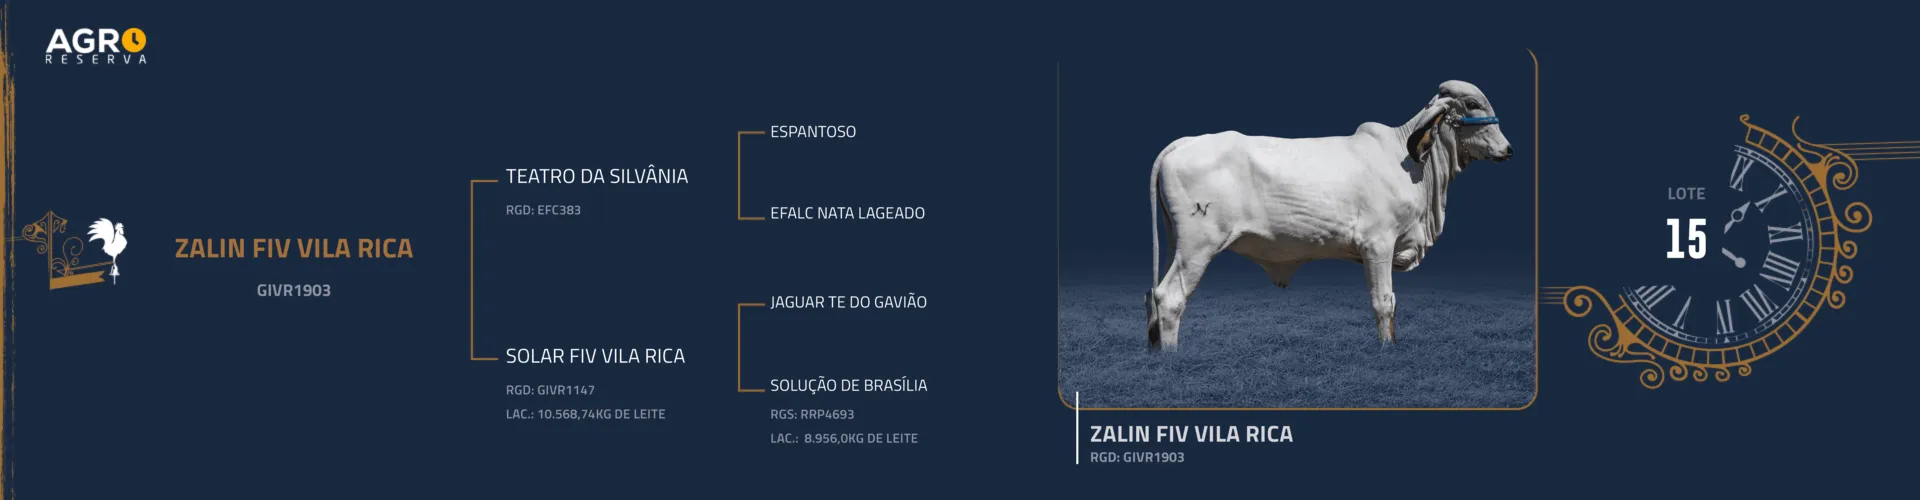 AGRO
RESERVA
ZALIN FIV VILA RICA
GIVR1903
TEATRO DA SILVÂNIA
RGD: EFC383
SOLAR FIV VILA RICA
RGD: GIVR1147
LAC.: 10.568,74KG DE LEITE
ESPANTOSO
EFALC NATA LAGEADO
JAGUAR TE DO GAVIÃO
SOLUÇÃO DE BRASÍLIA
RGS: RRP4693
LAC.: 8.956,0KG DE LEITE
ZALIN FIV VILA RICA
RGD: GIVR1903
LOTE
15